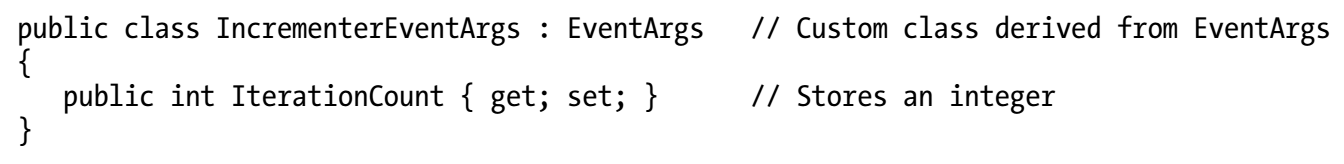 public class IncrementerEventArgs : EventArgs   // Custom class derived from EventArgs
{
   public int IterationCount { get; set; }      // Stores an integer
}